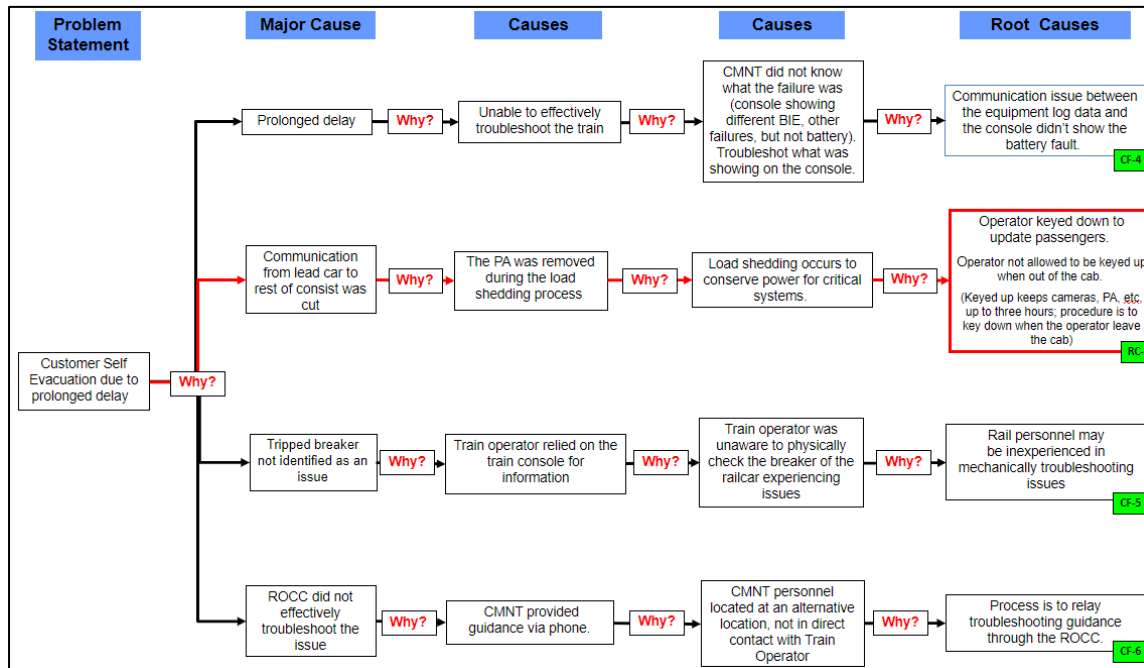 Problem
Statement
Major Cause
Causes
Causes
Root Causes
Customer Self
Evacuation due to
prolonged delay
Why?
Prolonged delay
Why?
Unable to effectively
troubleshoot the train
Why?
CMNT did not know
what the failure was
(console showing
different BIE, other
failures, but not battery).
Troubleshot what was
showing on the console.
Why?
Communication issue between
the equipment log data and
the console didn't show the
battery fault.
CF-4
Communication
from lead car to
rest of consist was
cut
Why?
The PA was removed
during the load
shedding process
Why?
Load shedding occurs to
conserve power for critical
systems.
Why?
Operator keyed down to
update passengers.
Operator not allowed to be keyed up
when out of the cab.
(Keyed up keeps cameras, PA, etc,
up to three hours; procedure is to
key down when the operator leave
the cab)
RC-
Tripped breaker
not identified as an
issue
Why?
Train operator relied on the
train console for
information
Why?
Train operator was
unaware to physically
check the breaker of the
railcar experiencing
issues
Why?
Rail personnel may
be inexperienced in
mechanically troubleshooting
issues
CF-5
ROCC did not
effectively
troubleshoot the
issue
Why?
CMNT provided
guidance via phone.
Why?
CMNT personnel
located at an alternative
location, not in direct
contact with Train
Operator
Why?
Process is to relay
troubleshooting guidance
through the ROCC.
CF-6